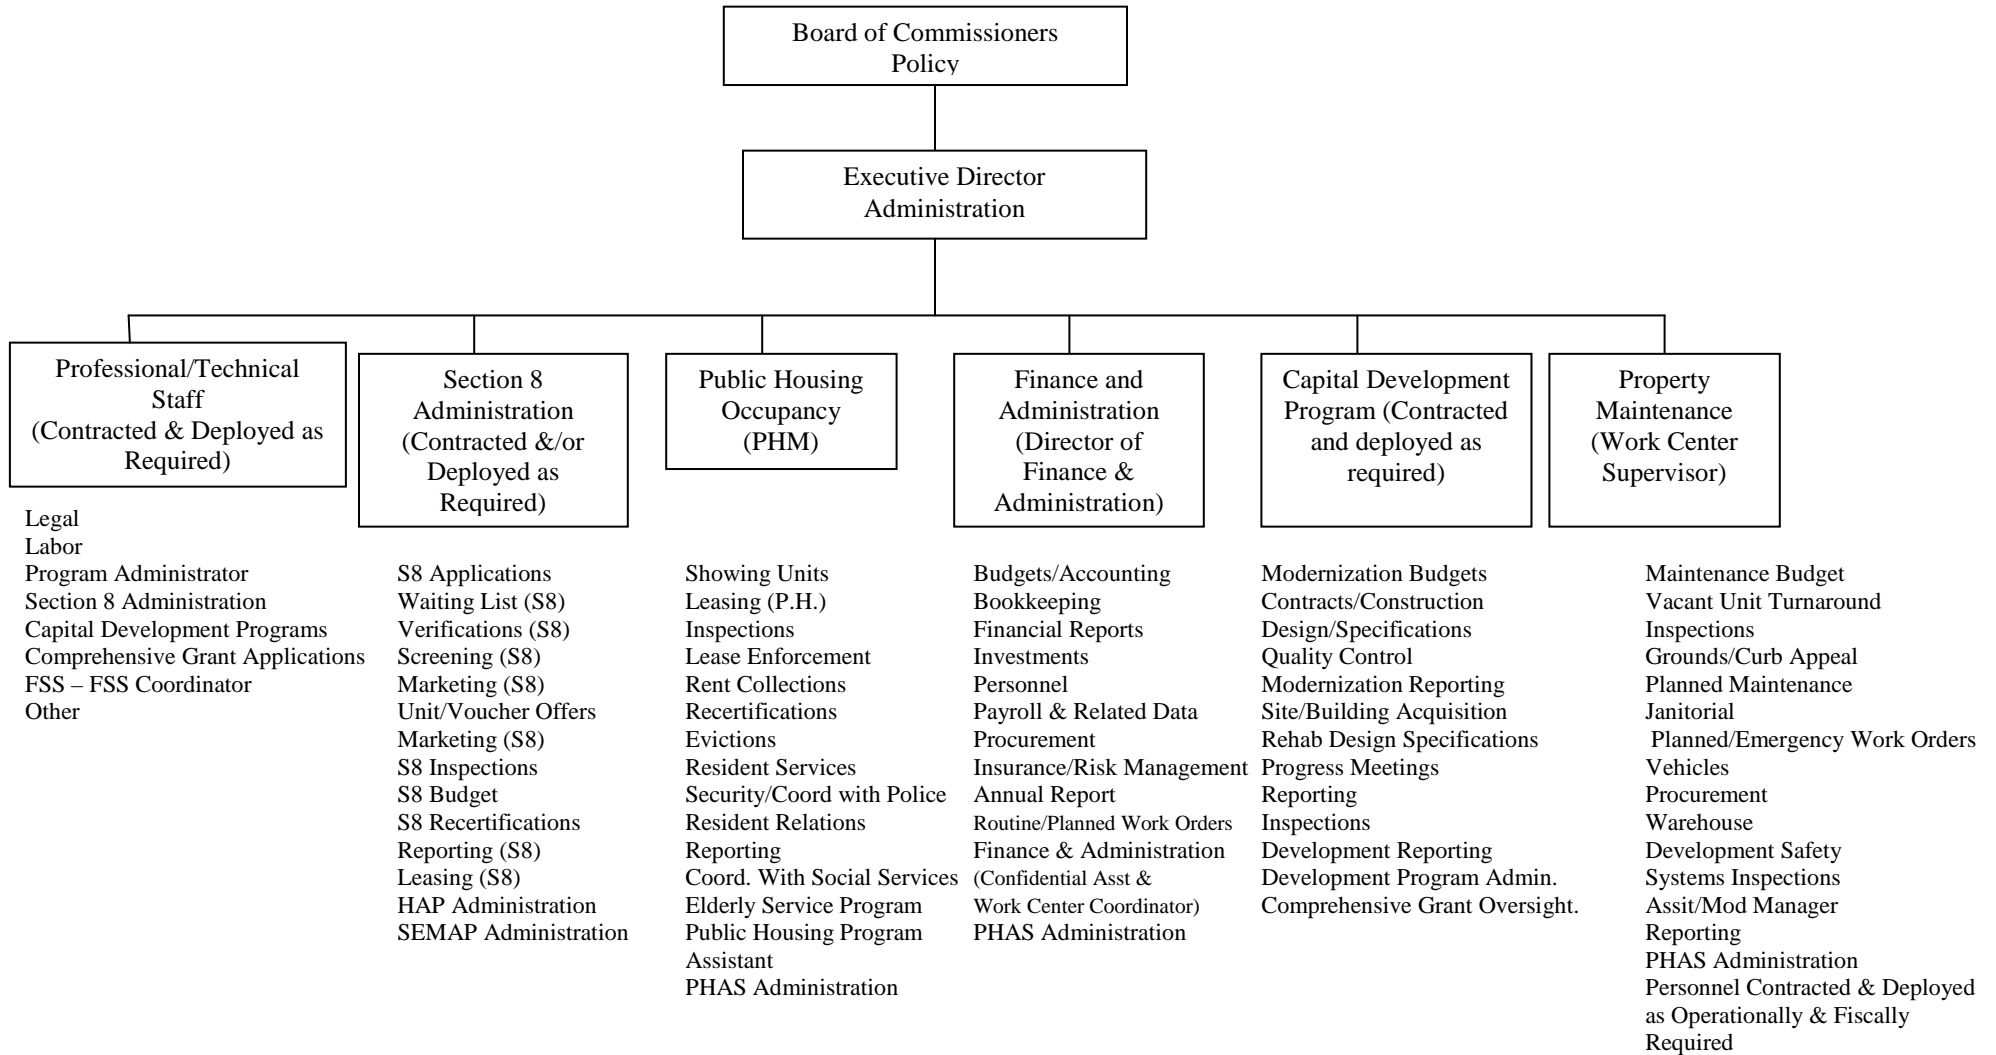 Board of Commissioners
Policy
Executive Director
Administration
Professional/Technical
Staff
(Contracted & Deployed as
Required)
Legal
Labor
Program Administrator
Section 8 Administration
Capital Development Programs
Comprehensive Grant Applications
FSS – FSS Coordinator
Other
Section 8
Administration
(Contracted &/or
Deployed as
Required)
S8 Applications
Waiting List (S8)
Verifications (S8)
Screening (S8)
Marketing (S8)
Unit/Voucher Offers
Marketing (S8)
S8 Inspections
S8 Budget
S8 Recertifications
Reporting (S8)
Leasing (S8)
HAP Administration
SEMAP Administration
Public Housing
Occupancy
(PHM)
Showing Units
Leasing (P.H.)
Inspections
Lease Enforcement
Rent Collections
Recertifications
Evictions
Resident Services
Security/Coord with Police
Resident Relations
Reporting
Coord. With Social Services
Elderly Service Program
Public Housing Program
Assistant
PHAS Administration
Finance and
Administration
(Director of
Finance &
Administration)
Budgets/Accounting
Bookkeeping
Financial Reports
Investments
Personnel
Payroll & Related Data
Procurement
Insurance/Risk Management
Annual Report
Routine/Planned Work Orders
Finance & Administration
(Confidential Asst &
Work Center Coordinator)
PHAS Administration
Capital Development
Program (Contracted
and deployed as
required)
Modernization Budgets
Contracts/Construction
Design/Specifications
Quality Control
Modernization Reporting
Site/Building Acquisition
Rehab Design Specifications
Progress Meetings
Reporting
Inspections
Development Reporting
Development Program Admin.
Comprehensive Grant Oversight.
Property
Maintenance
(Work Center
Supervisor)
Maintenance Budget
Vacant Unit Turnaround
Inspections
Grounds/Curb Appeal
Planned Maintenance
Janitorial
Planned/Emergency Work Orders
Vehicles
Procurement
Warehouse
Development Safety
Systems Inspections
Assit/Mod Manager
Reporting
PHAS Administration
Personnel Contracted & Deployed
as Operationally & Fiscally
Required